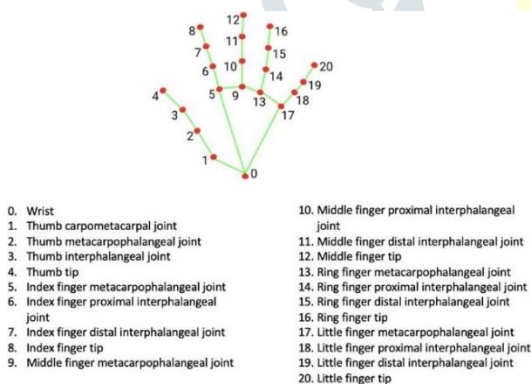 12
8
16
11
7
15
6
10
14
20
5
9
19
4
13
18
3
17
2
1
0
0. Wrist
1. Thumb carpometacarpal joint
2. Thumb metacarpophalangeal joint
3. Thumb interphalangeal joint
4. Thumb tip
5. Index finger metacarpophalangeal joint
6. Index finger proximal interphalangeal
joint
7. Index finger distal interphalangeal joint
8. Index finger tip
9. Middle finger metacarpophalangeal joint
10. Middle finger proximal interphalangeal
joint
11. Middle finger distal interphalangeal joint
12. Middle finger tip
13. Ring finger metacarpophalangeal joint
14. Ring finger proximal interphalangeal joint
15. Ring finger distal interphalangeal joint
16. Ring finger tip
17. Little finger metacarpophalangeal joint
18. Little finger proximal interphalangeal joint
19. Little finger distal interphalangeal joint
20. Little finger tip